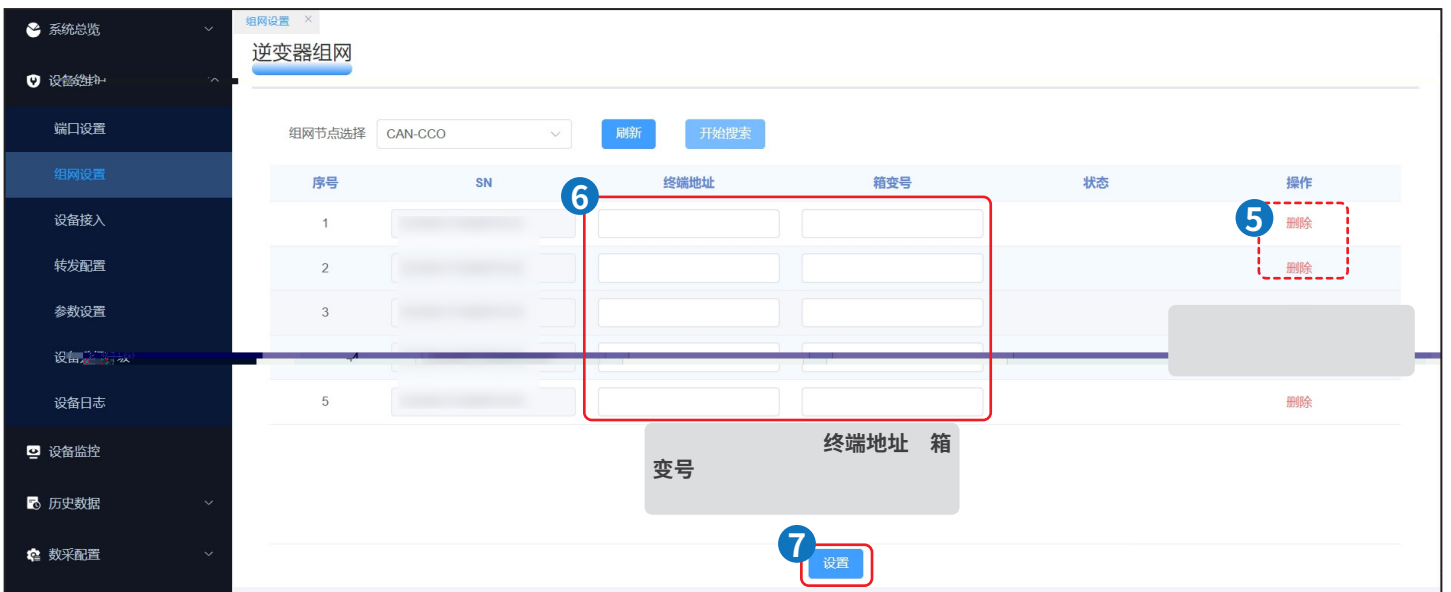 系统总览
组网设置 ×
逆变器组网
端口设置
组网设置
设备接入
转发配置
参数设置
设备日志
设备监控
历史数据
数采配置
组网节点选择 CAN-CCO 刷新 开始搜索
序号 SN 终端地址 箱变号 状态 操作
6
1 5 删除
2 删除
3
5 删除
终端地址 箱
变号
7
设置